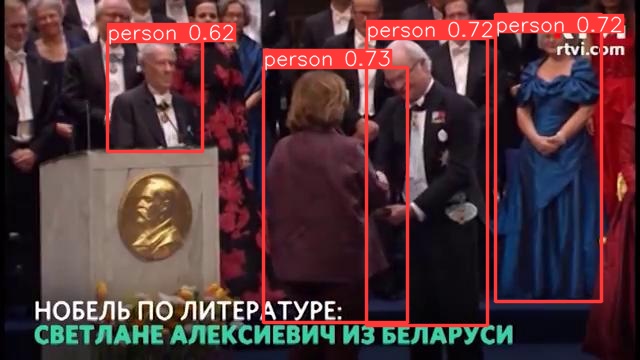 person 0.62
person 0.73
person 0.72
person 0.72
rtvi.com
НОБЕЛЬ ПО ЛИТЕРАТУРЕ:
СВЕТЛАНЕ АЛЕКСИЕВИЧ ИЗ БЕЛАРУСИ